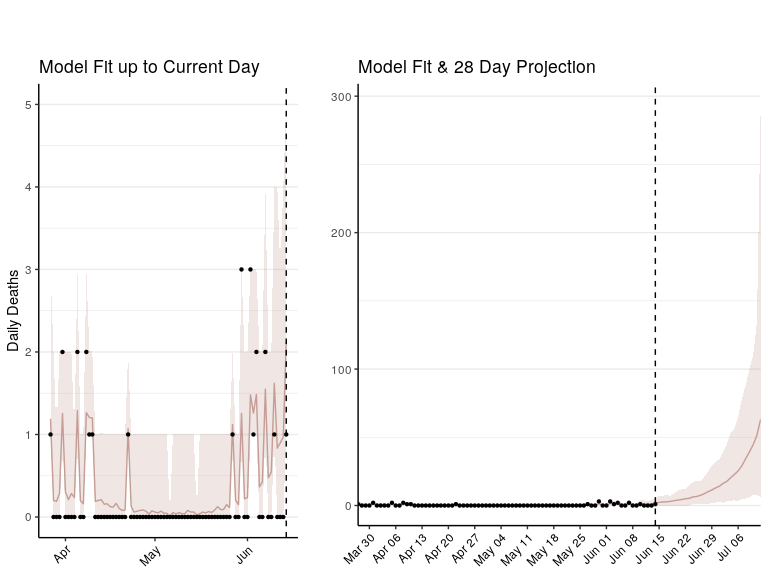 Model Fit up to Current Day
Daily Deaths
5
4
3
2
1
0
Apr
May
Jun
Model Fit & 28 Day Projection
300
200
100
0
Mar 30
Apr 06
Apr 13
Apr 20
Apr 27
May 04
May 11
May 18
May 25
Jun 01
Jun 08
Jun 15
Jun 22
Jun 29
Jul 06